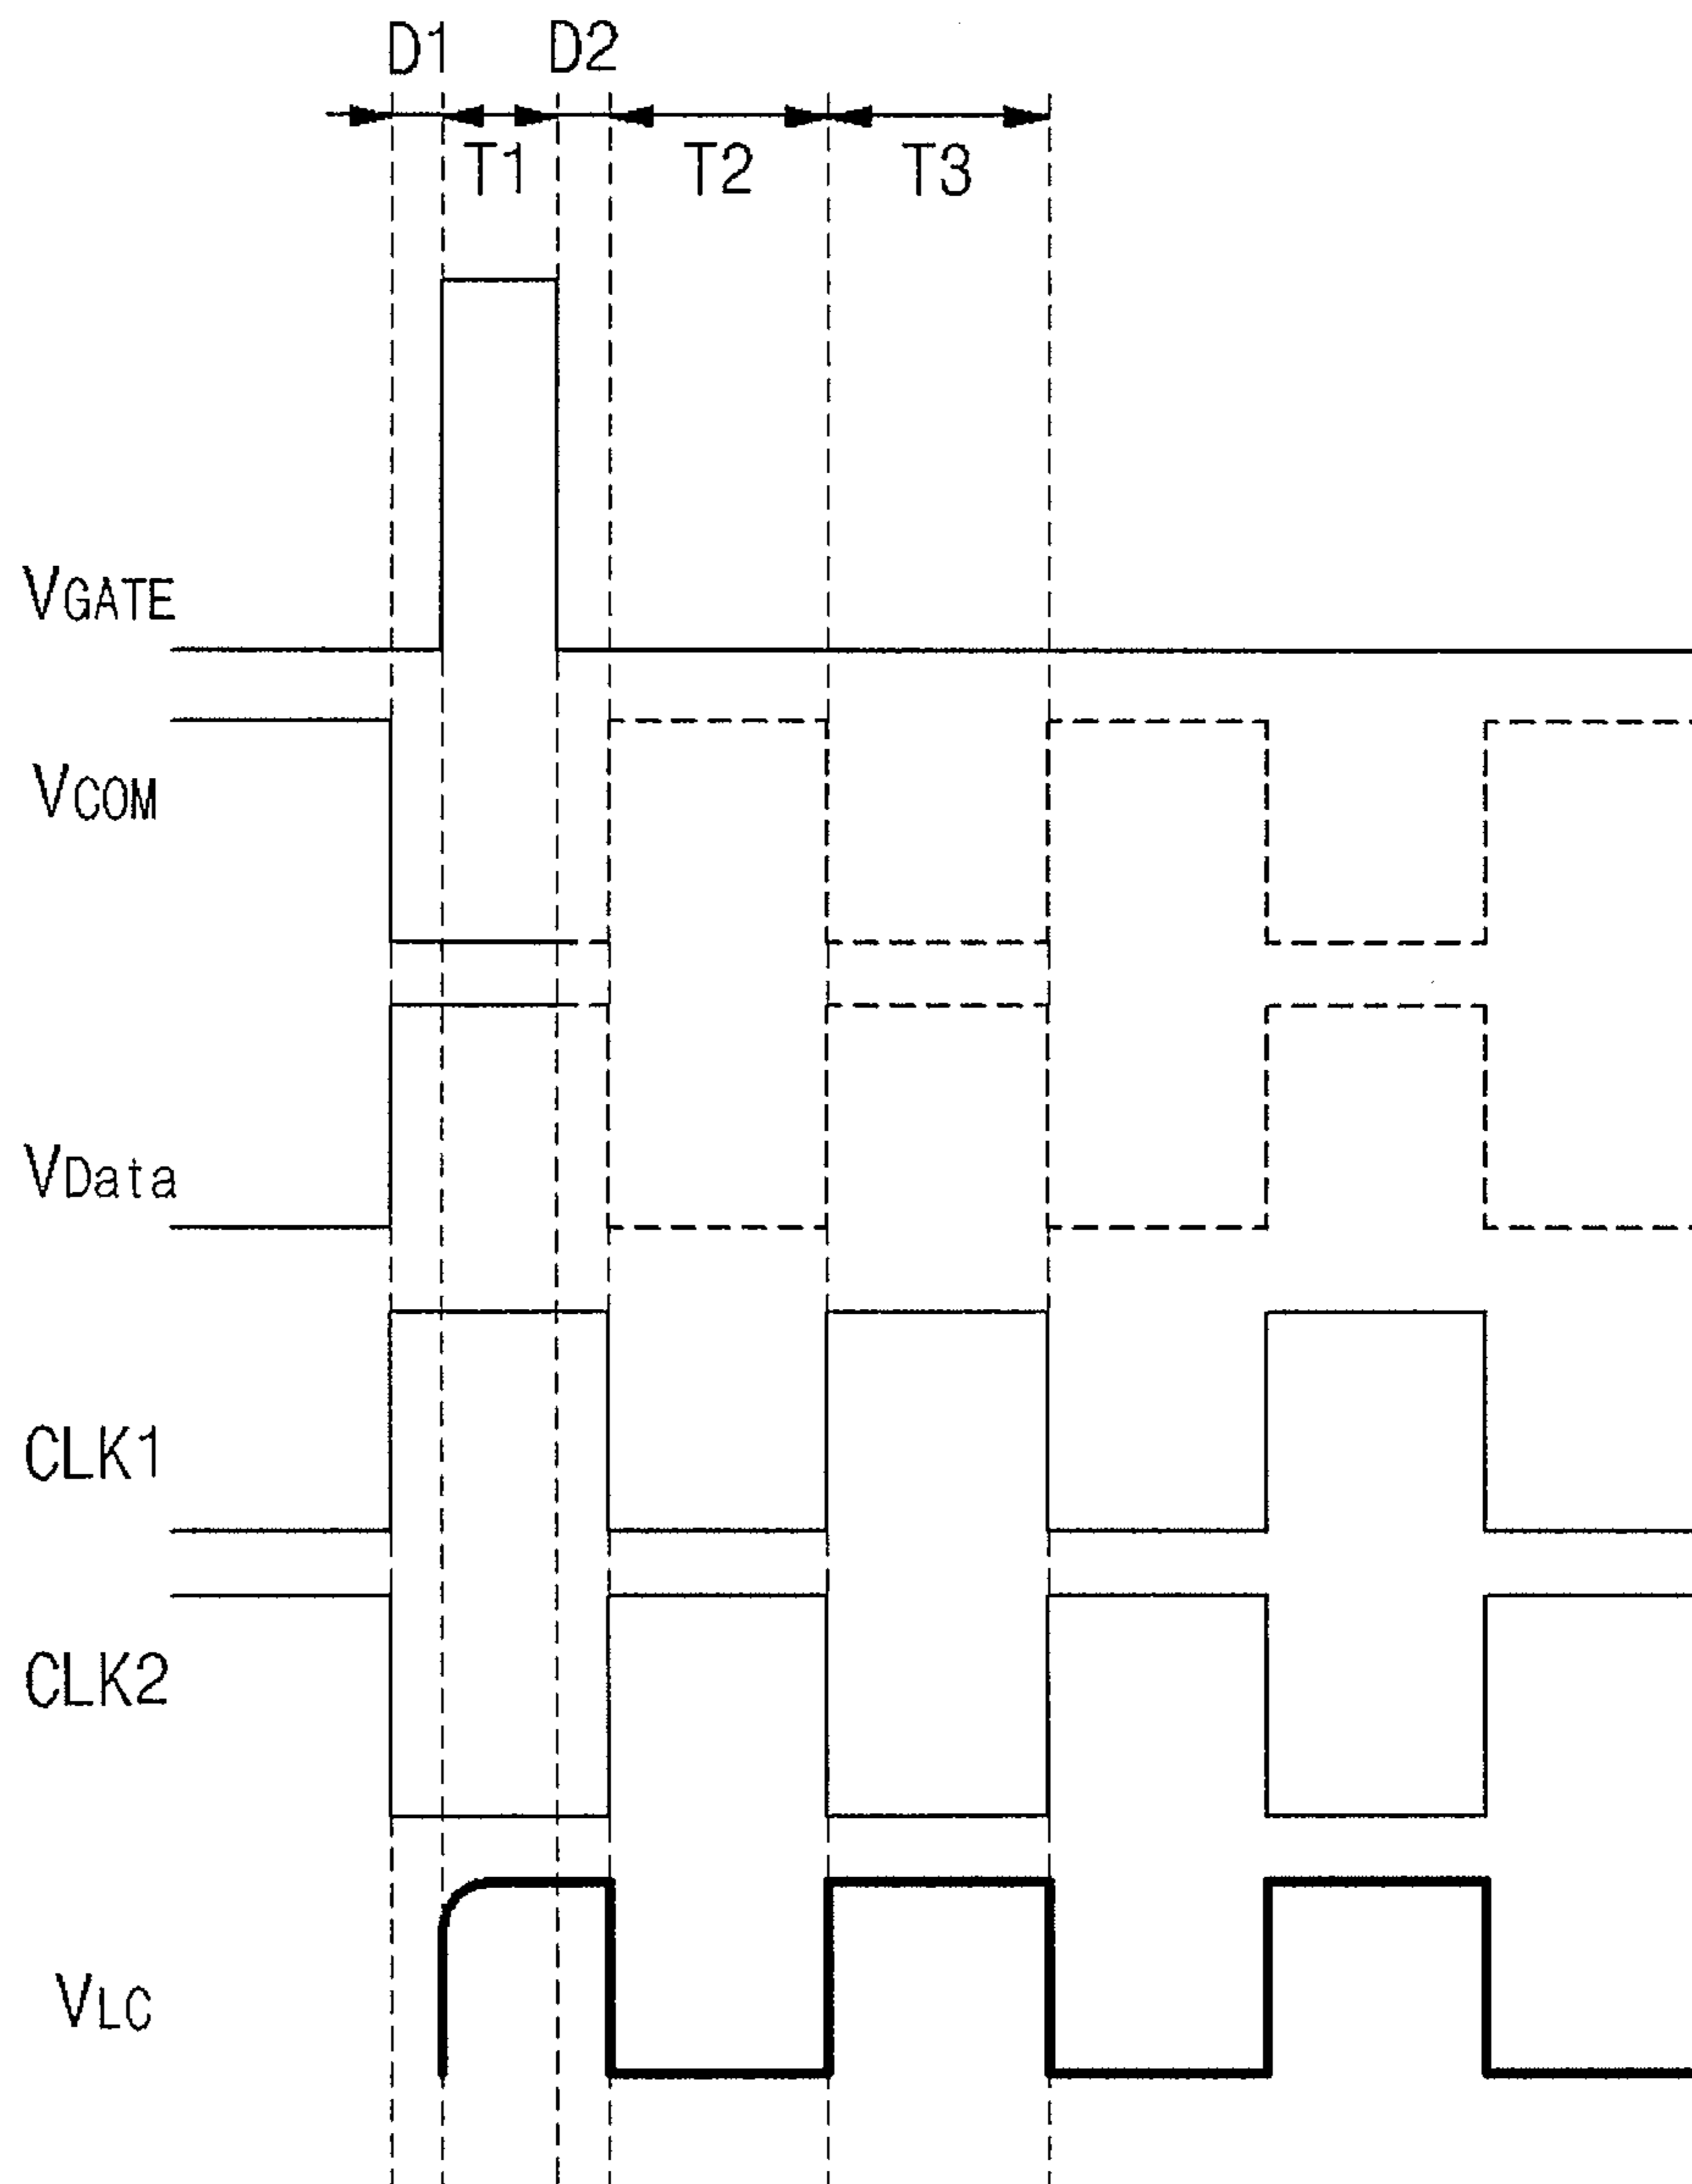 D1 D2
T1 T2 T3
VGATE
VCOM
VData
CLK1
CLK2
VLC